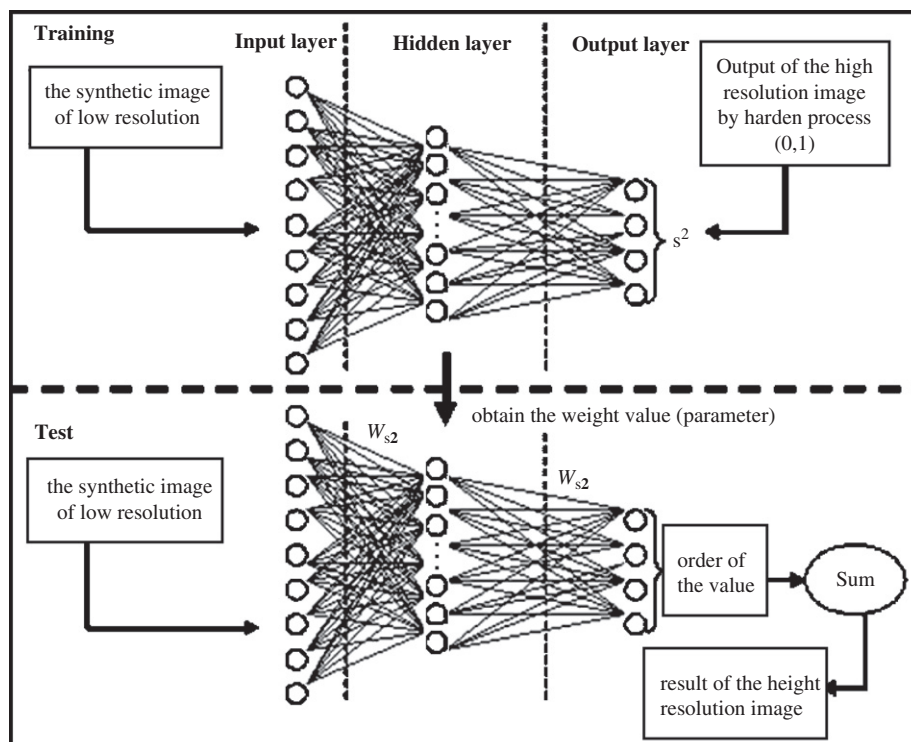 Training
Input layer
Hidden layer
Output layer
the synthetic image
of low resolution
Output of the high
resolution image
by harden process
(0,1)
s²
obtain the weight value (parameter)
Test
W_s2
W_s2
the synthetic image
of low resolution
order of
the value
Sum
result of the height
resolution image